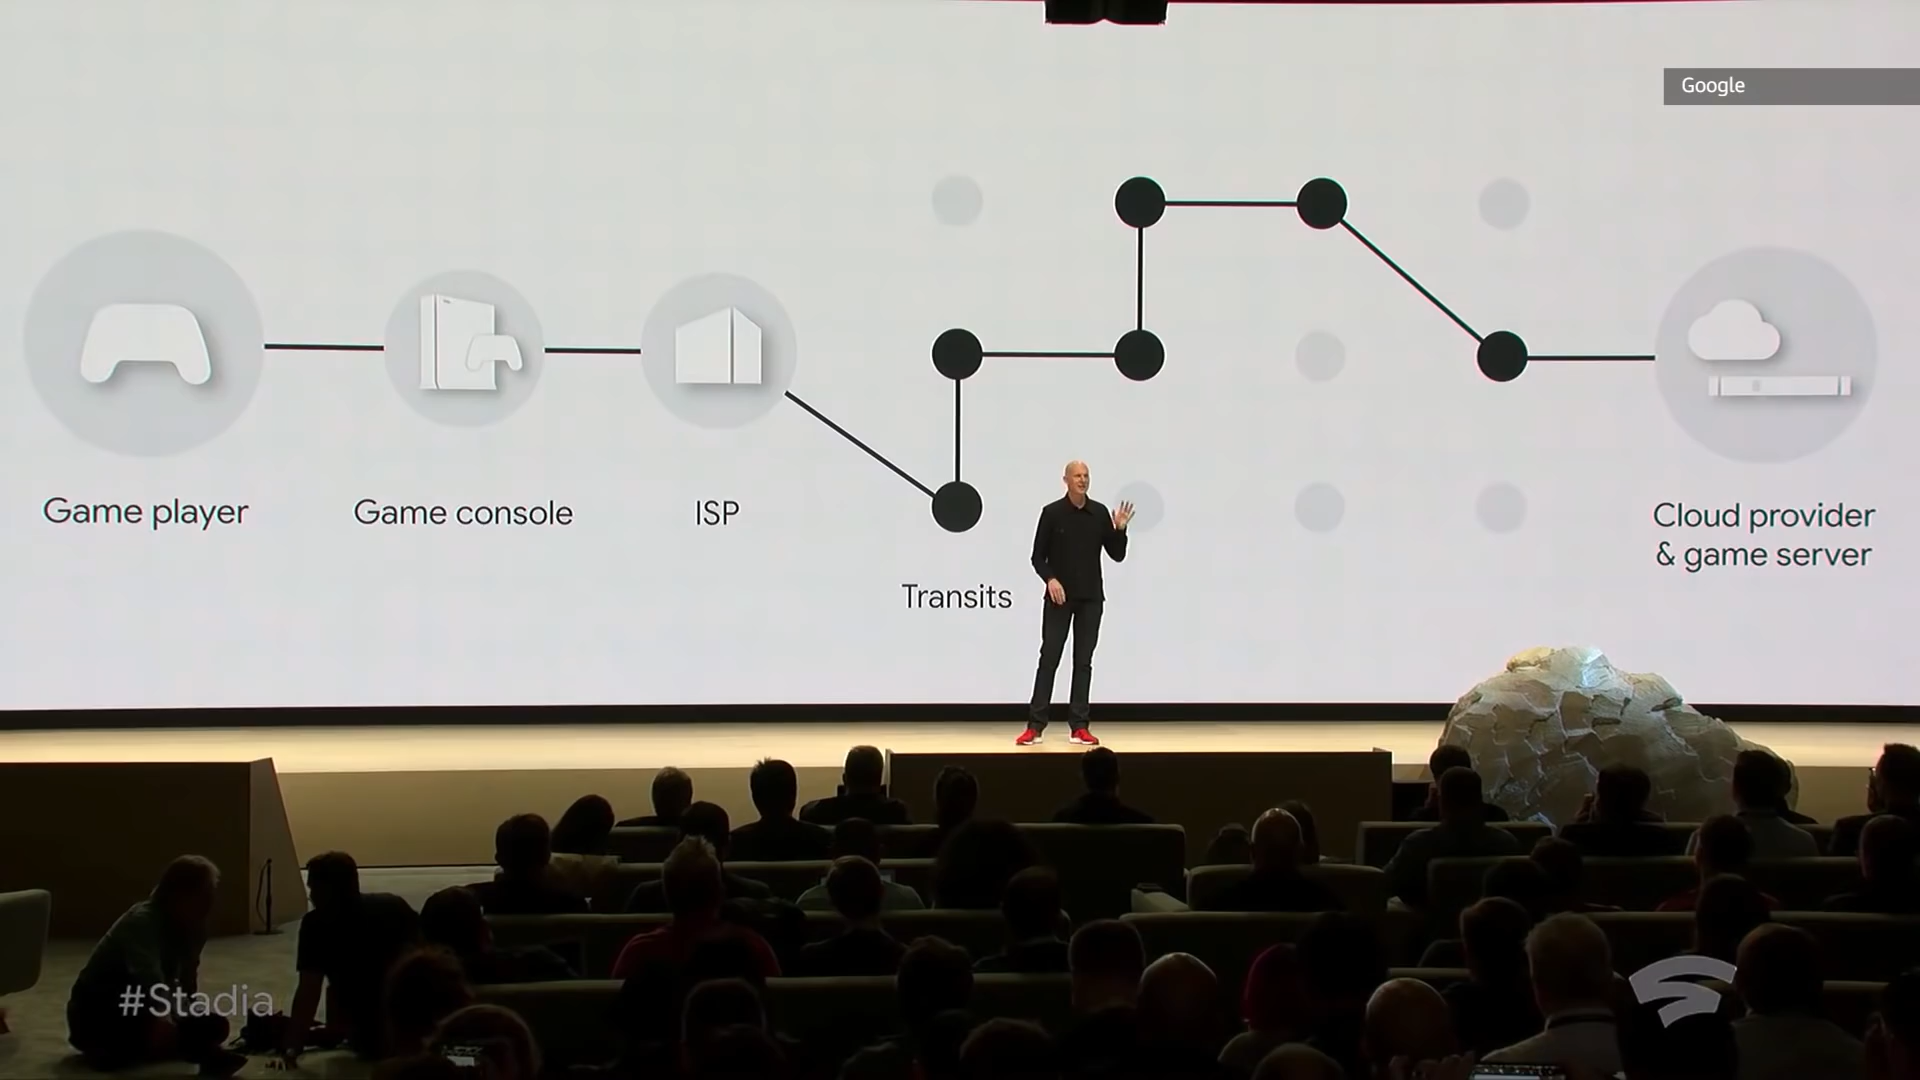 Google
Game player
Game console
ISP
Transits
Cloud provider
& game server
#Stadia